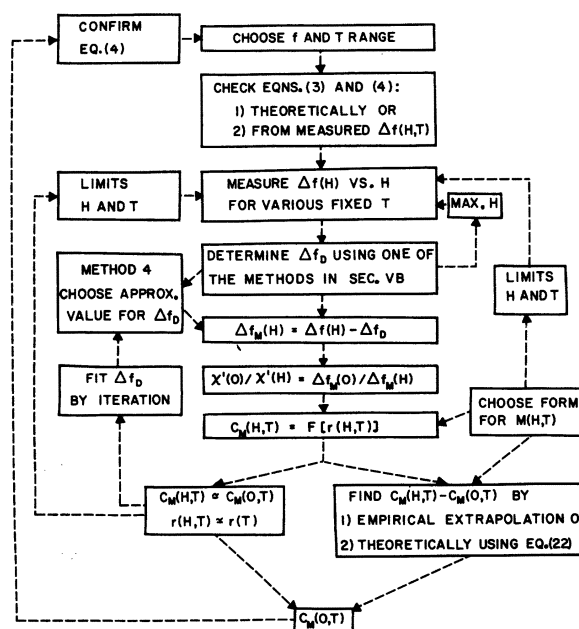 CONFIRM
EQ.(4)
CHOOSE f AND T RANGE
CHECK EQNS.(3) AND (4):
1) THEORETICALLY OR
2) FROM MEASURED Δf(H,T)
LIMITS
H AND T
MEASURE Δf(H) VS. H
FOR VARIOUS FIXED T
MAX. H
METHOD 4
CHOOSE APPROX.
VALUE FOR Δf_D
DETERMINE Δf_D USING ONE OF
THE METHODS IN SEC. VB
LIMITS
H AND T
Δf_M(H) = Δf(H) - Δf_D
FIT Δf_D
BY ITERATION
χ'(0)/χ'(H) = Δf_M(0)/Δf_M(H)
CHOOSE FORM
FOR M(H,T)
C_M(H,T) = F[r(H,T)]
C_M(H,T) ∝ C_M(0,T)
r(H,T) ≃ r(T)
FIND C_M(H,T)-C_M(0,T) BY
1) EMPIRICAL EXTRAPOLATION O
2) THEORETICALLY USING EQ.(22)
C_M(0,T)